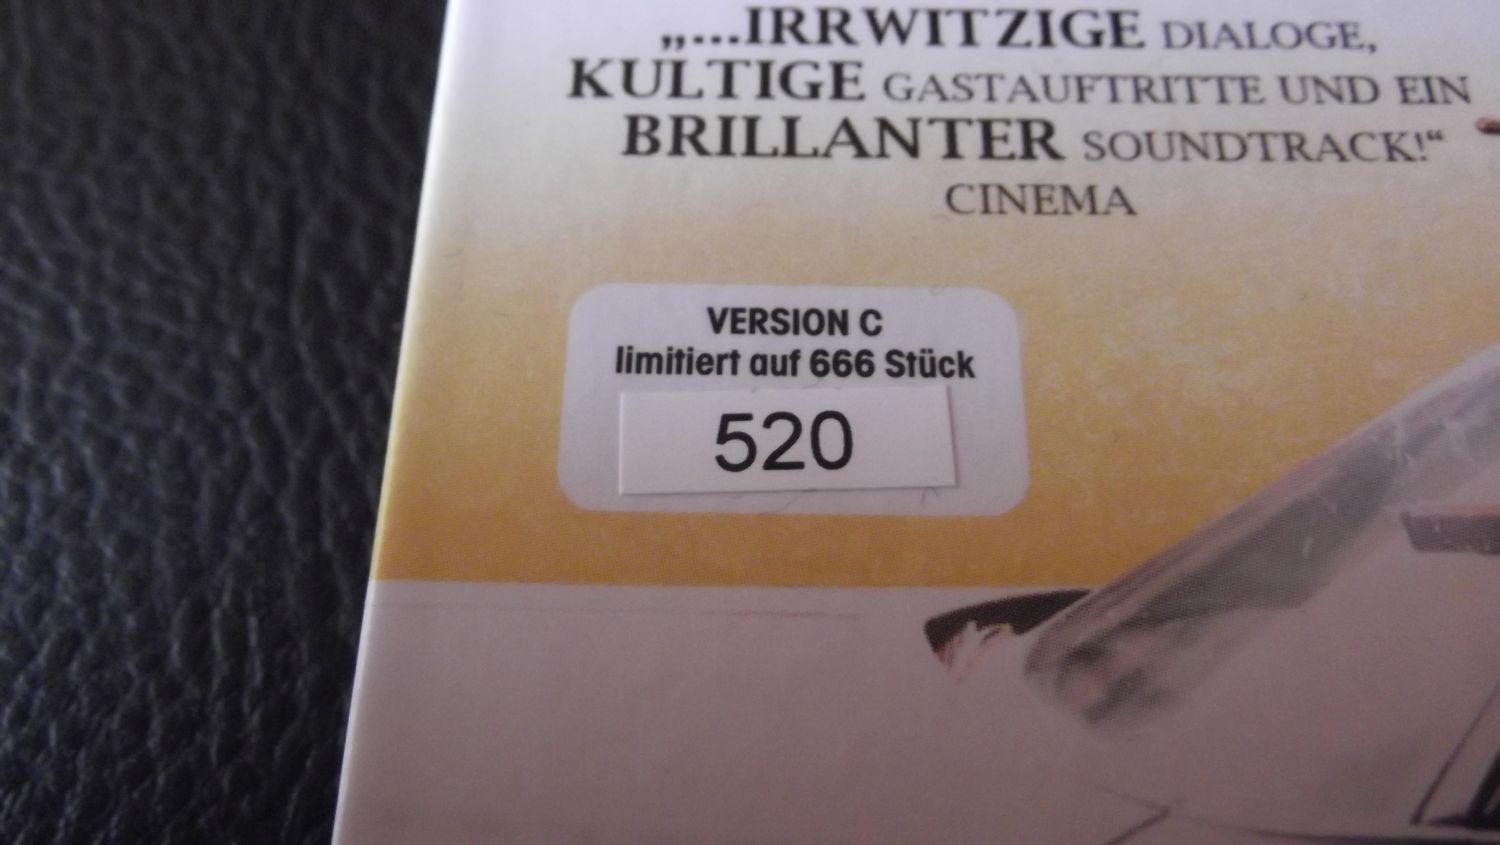 „...IRRWITZIGE DIALOGE,
KULTIGE GASTAUFTRITTE UND EIN
BRILLANTER SOUNDTRACK!“
CINEMA
VERSION C
limitiert auf 666 Stück
520